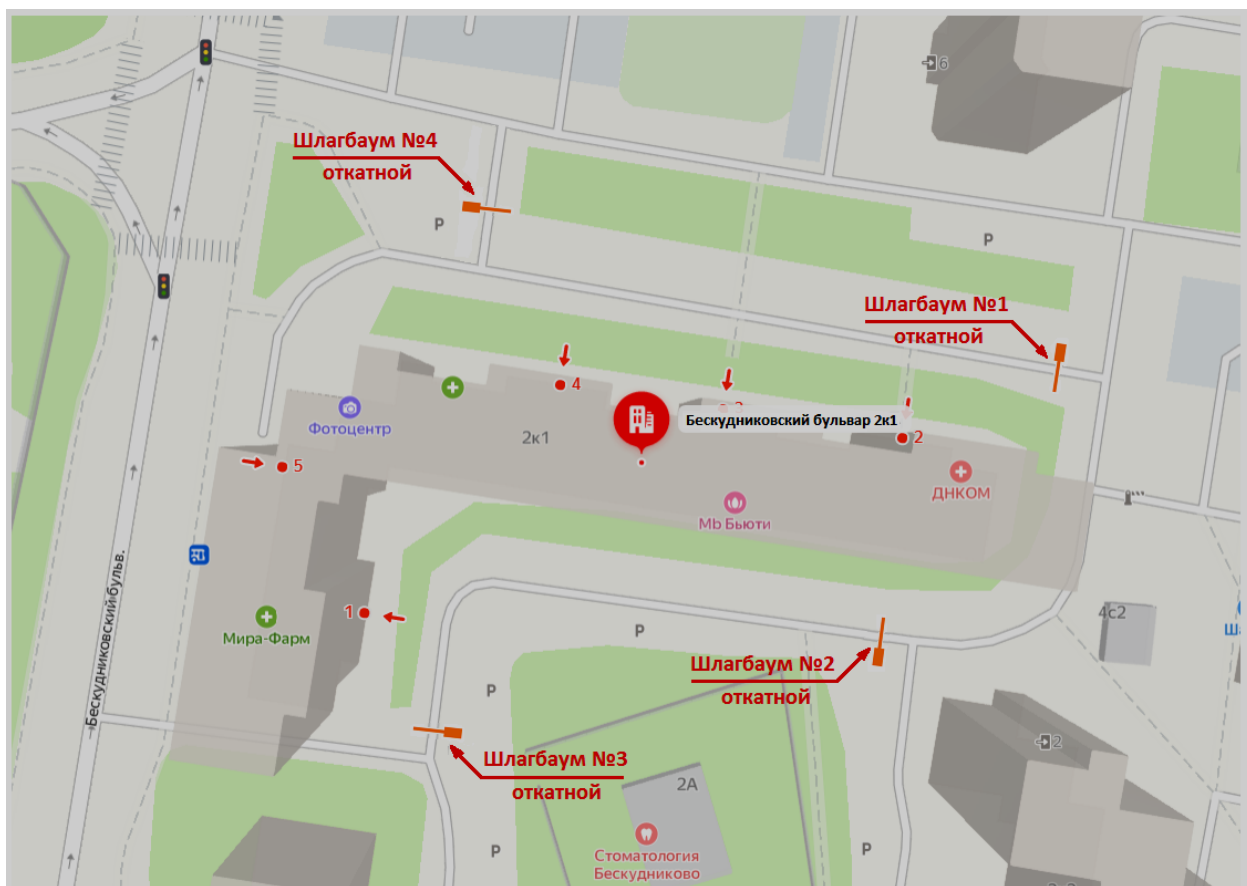 6
Шлагбаум №4
откатной
P
P
Шлагбаум №1
откатной
4
Бескудниковский бульвар 2к1
Фотоцентр
2к1
2
5
ДНКОМ
Mb Бьюти
Бескудниковский бульв.
1
4с2
Мира-Фарм
P
Шлагбаум №2
откатной
P
2
Шлагбаум №3
откатной
2А
P
P
Стоматология
Бескудниково